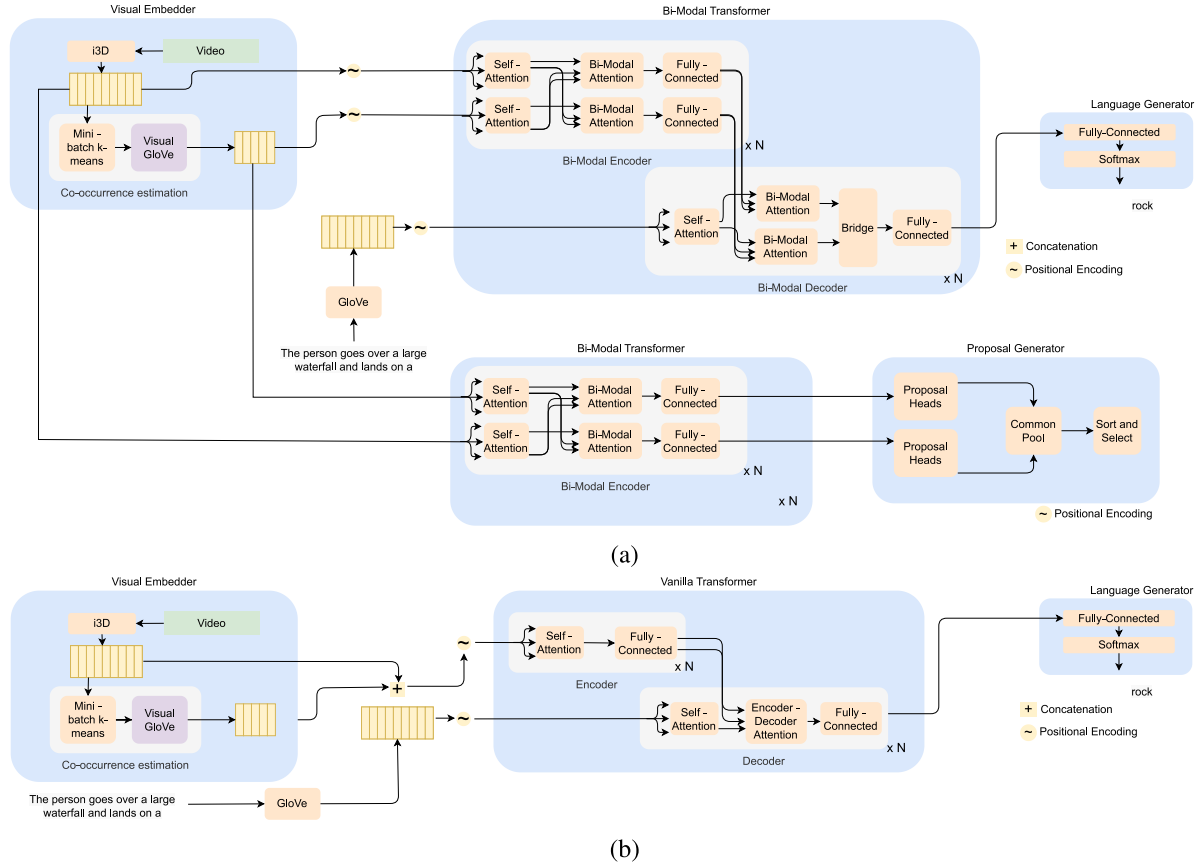 Visual Embedder
i3D
Video
Mini -
batch k-
means
Visual
GloVe
Co-occurrence estimation
~
~
Bi-Modal Transformer
Self -
Attention
Bi-Modal
Attention
Fully -
Connected
Self -
Attention
Bi-Modal
Attention
Fully -
Connected
x N
Bi-Modal Encoder
~
GloVe
The person goes over a large
waterfall and lands on a
Self -
Attention
Bi-Modal
Attention
Bi-Modal
Attention
Bridge
Fully -
Connected
x N
Bi-Modal Decoder
Language Generator
Fully-Connected
Softmax
rock
+ Concatenation
~ Positional Encoding
Bi-Modal Transformer
Self -
Attention
Bi-Modal
Attention
Fully -
Connected
Self -
Attention
Bi-Modal
Attention
Fully -
Connected
x N
Bi-Modal Encoder
x N
Proposal Generator
Proposal
Heads
Proposal
Heads
Common
Pool
Sort and
Select
~ Positional Encoding
(a)
Visual Embedder
i3D
Video
Mini -
batch k-
means
Visual
GloVe
Co-occurrence estimation
The person goes over a large
waterfall and lands on a
GloVe
+
~
~
Vanilla Transformer
Self -
Attention
Fully -
Connected
x N
Encoder
Self -
Attention
Encoder -
Decoder
Attention
Fully -
Connected
x N
Decoder
Language Generator
Fully-Connected
Softmax
rock
+ Concatenation
~ Positional Encoding
(b)